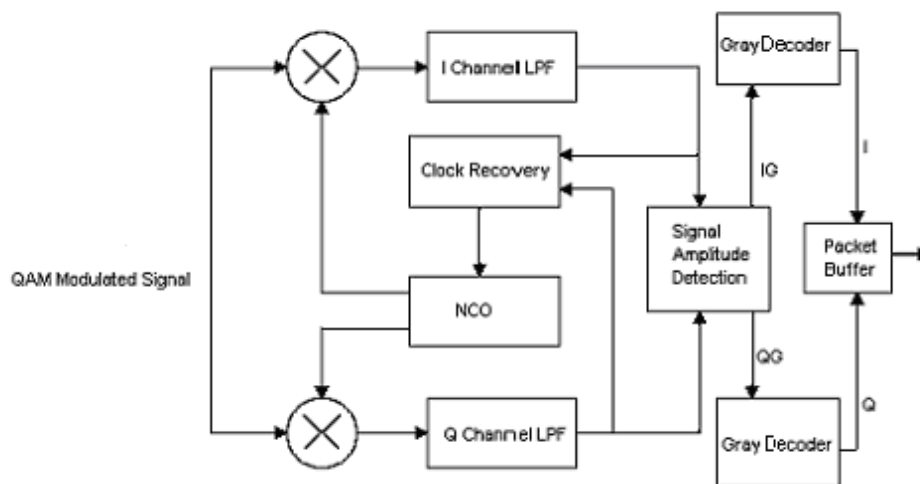 I Channel LPF
Gray Decoder
I
Clock Recovery
IG
Signal
Amplitude
Detection
Packet
Buffer
QAM Modulated Signal
NCO
QG
Q
Q Channel LPF
Gray Decoder